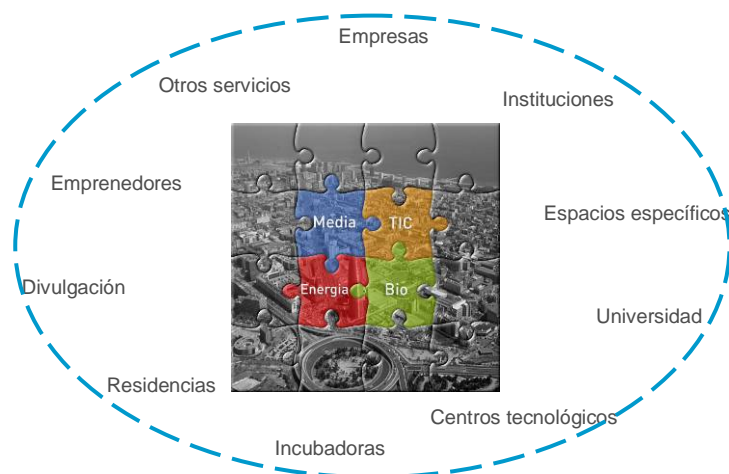 Empresas
Otros servicios
Instituciones
Emprenedores
Espacios específicos
Media
TIC
Divulgación
Energia
Bio
Universidad
Residencias
Centros tecnológicos
Incubadoras